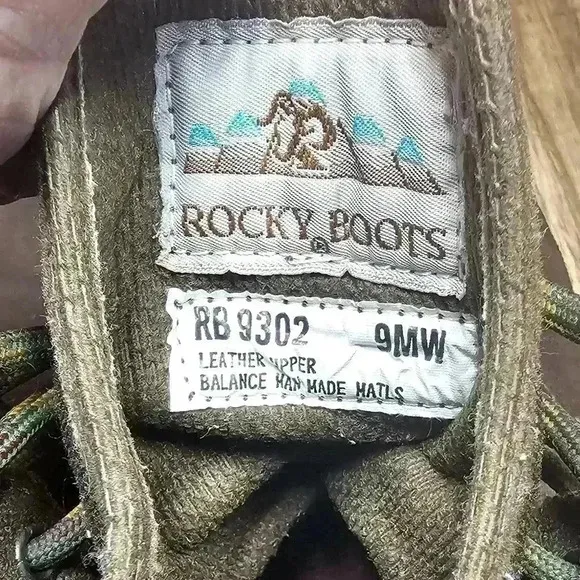 ROCKY BOOTS
RB 9302 9MW
LEATHER UPPER
BALANCE MAN MADE MATLS